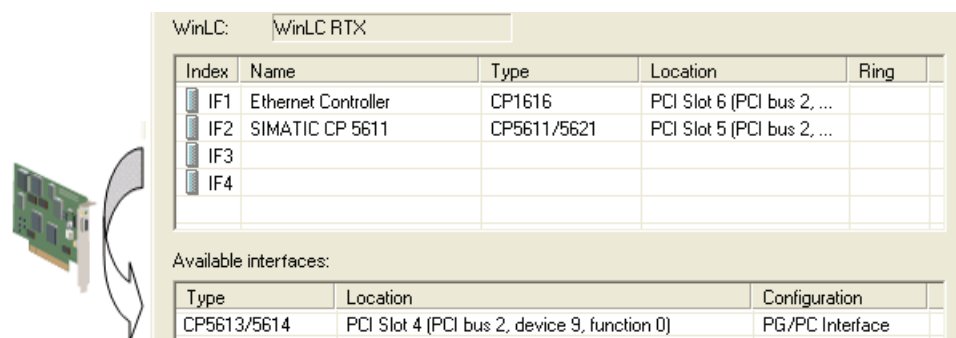 WinLC: WinLC RTX
Index Name Type Location Ring
IF1 Ethernet Controller CP1616 PCI Slot 6 (PCI bus 2, ...
IF2 SIMATIC CP 5611 CP5611/5621 PCI Slot 5 (PCI bus 2, ...
IF3
IF4
Available interfaces:
Type Location Configuration
CP5613/5614 PCI Slot 4 (PCI bus 2, device 9, function 0) PG/PC Interface